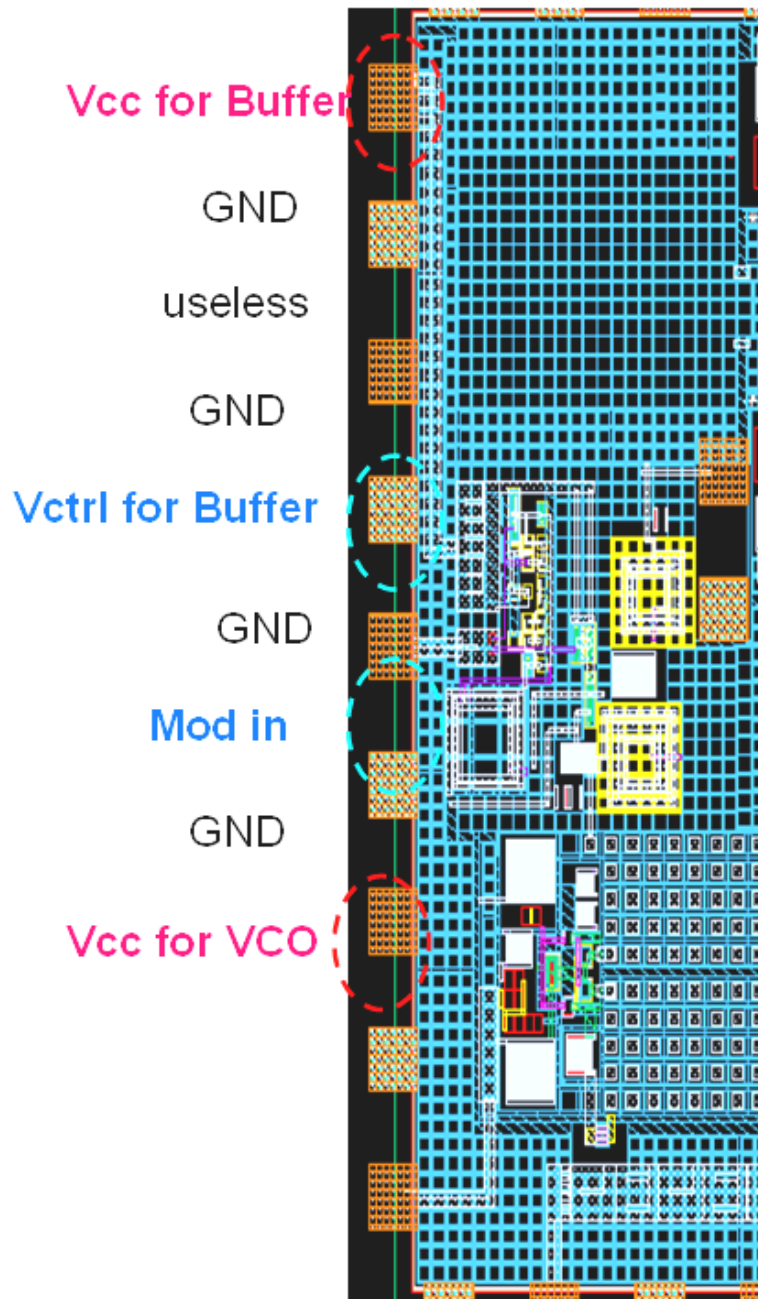 Vcc for Buffer
GND
useless
GND
Vctrl for Buffer
GND
Mod in
GND
Vcc for VCO